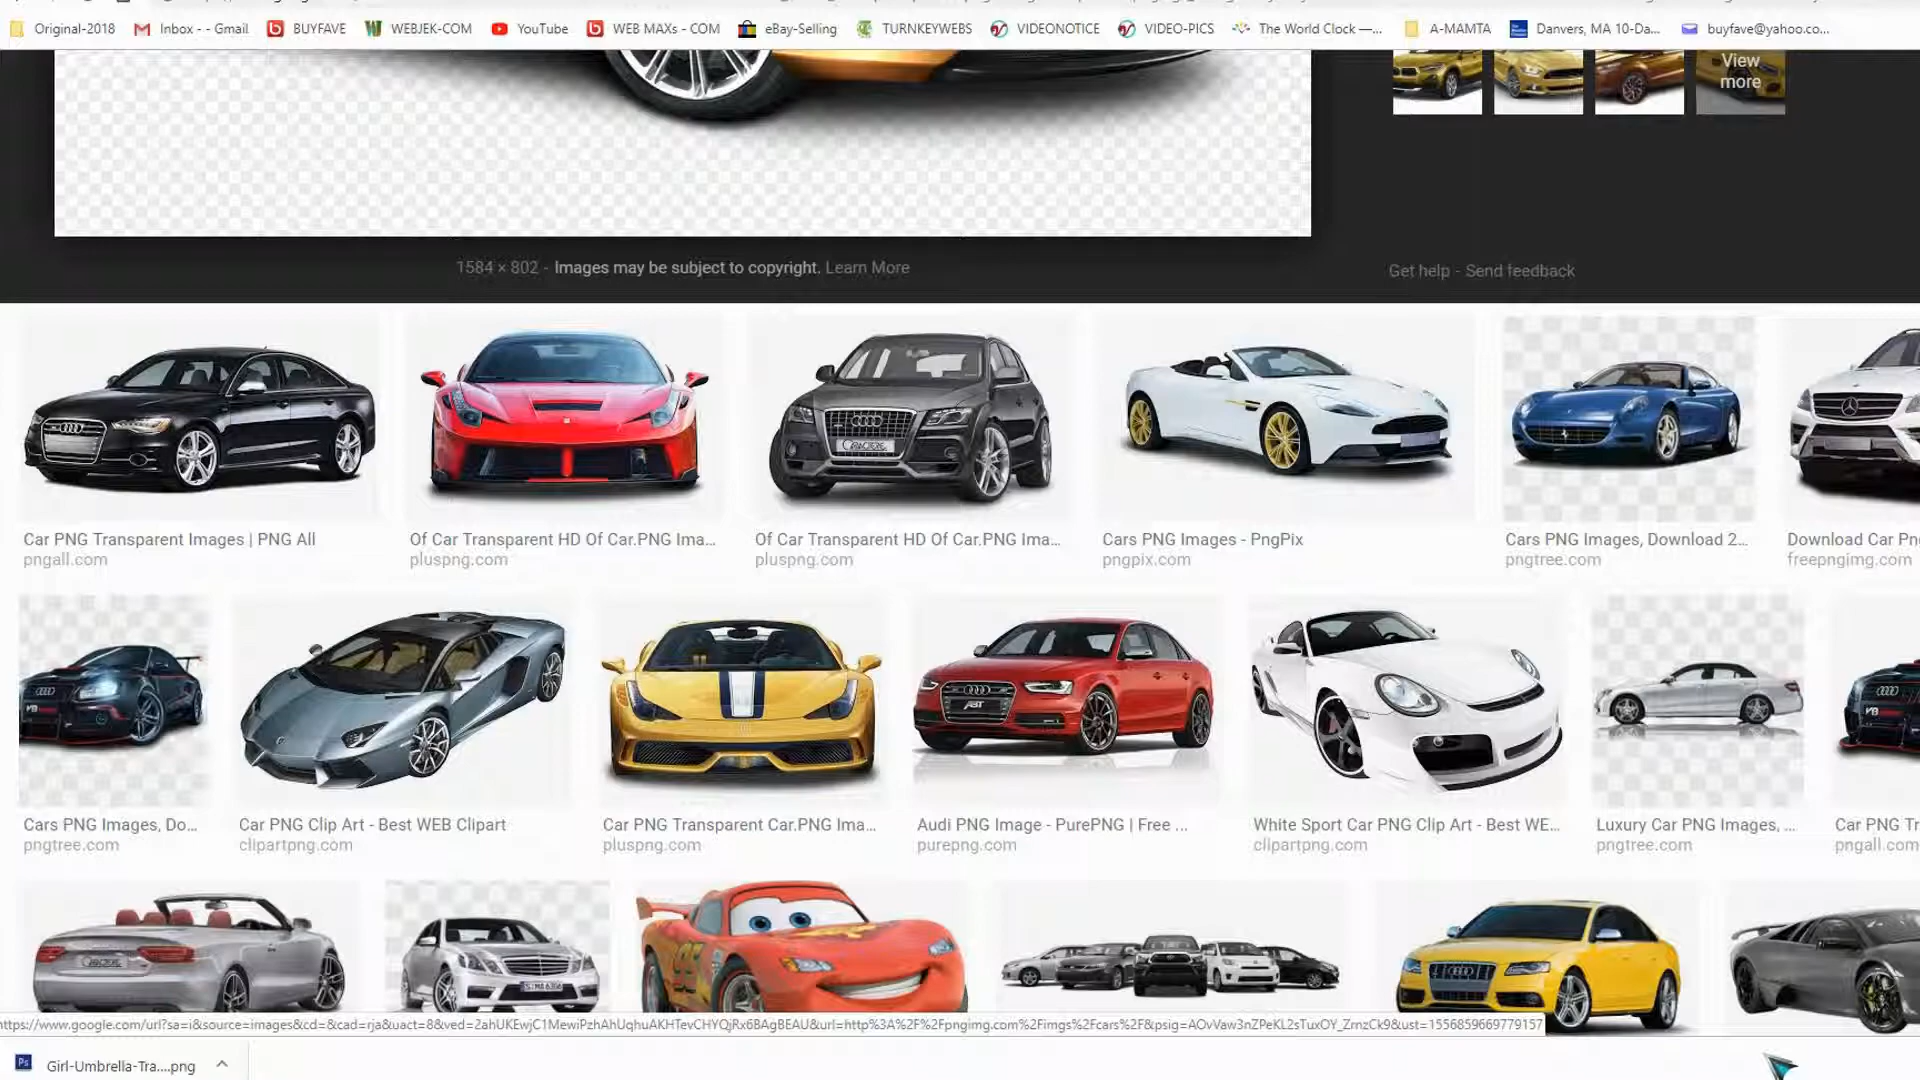 Original-2018 Inbox - - Gmail BUYFAVE WEBJEK-COM YouTube WEB MAXs - COM eBay-Selling TURNKEYWEBS VIDEONOTICE VIDEO-PICS The World Clock —... A-MAMTA Danvers, MA 10-Da... buyfave@yahoo.co...
View
more
1584 × 802 - Images may be subject to copyright. Learn More
Get help - Send feedback
Car PNG Transparent Images | PNG All
pngall.com
Of Car Transparent HD Of Car.PNG Ima...
pluspng.com
Of Car Transparent HD Of Car.PNG Ima...
pluspng.com
Cars PNG Images - PngPix
pngpix.com
Cars PNG Images, Download 2...
pngtree.com
Download Car Pn
freepngimg.com
Cars PNG Images, Do...
pngtree.com
Car PNG Clip Art - Best WEB Clipart
clipartpng.com
Car PNG Transparent Car.PNG Ima...
pluspng.com
ABT
Audi PNG Image - PurePNG | Free ...
purepng.com
White Sport Car PNG Clip Art - Best WE...
clipartpng.com
Luxury Car PNG Images, ...
pngtree.com
Car PNG Tr
pngall.com
95
https://www.google.com/url?sa=i&source=images&cd=&cad=rja&uact=8&ved=2ahUKEwjC1MewiPzhAhUqhuAKHTevCHYQjRx6BAgBEAU&url=http%3A%2F%2Fpngimg.com%2Fimgs%2Fcars%2F&psig=AOvVaw3nZPeKL2sTuxOY_ZrnzCk9&ust=1556859669779157
Girl-Umbrella-Tra....png